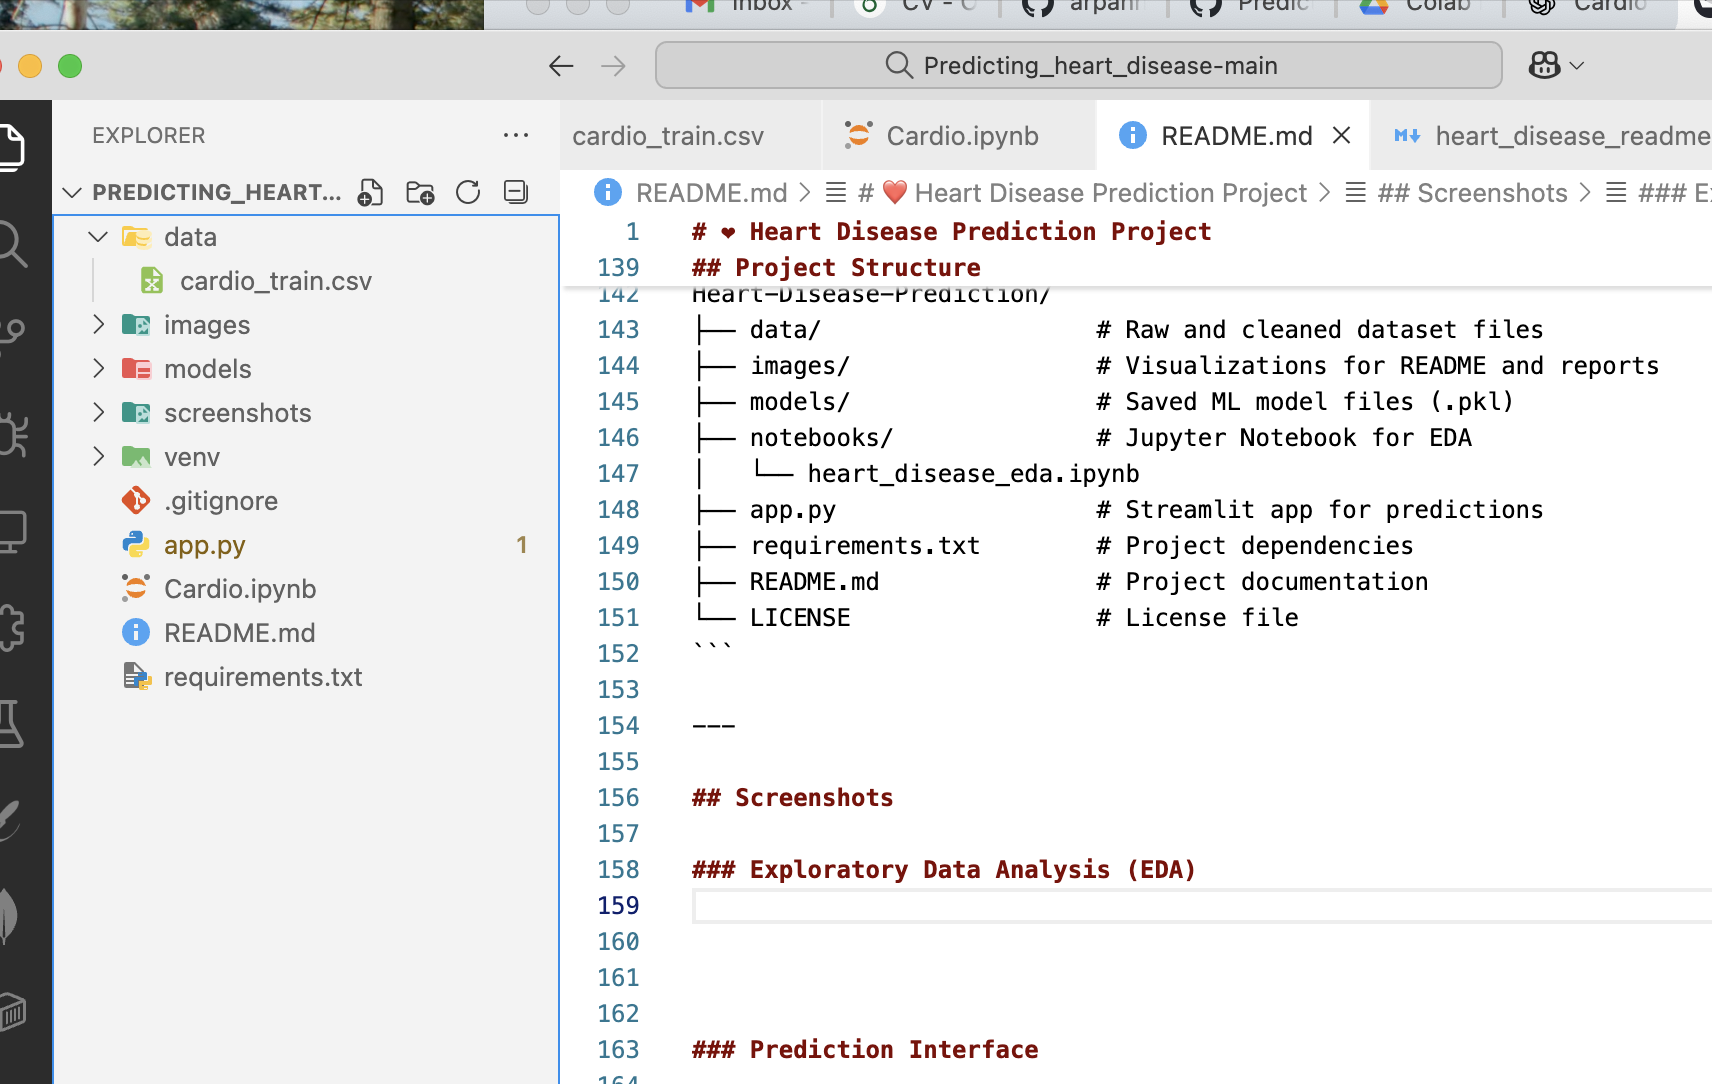 Inbox
CV - C
Predic
Colab
Cardio
Predicting_heart_disease-main
EXPLORER
cardio_train.csv
Cardio.ipynb
README.md
heart_disease_readme
PREDICTING_HEART...
README.md > # ❤️ Heart Disease Prediction Project > ## Screenshots > ###
data
cardio_train.csv
images
models
screenshots
venv
.gitignore
app.py 1
Cardio.ipynb
README.md
requirements.txt
1 # ❤ Heart Disease Prediction Project
139 ## Project Structure
142 Heart-Disease-Prediction/
143 ├── data/ # Raw and cleaned dataset files
144 ├── images/ # Visualizations for README and reports
145 ├── models/ # Saved ML model files (.pkl)
146 ├── notebooks/ # Jupyter Notebook for EDA
147 │   └── heart_disease_eda.ipynb
148 ├── app.py # Streamlit app for predictions
149 ├── requirements.txt # Project dependencies
150 ├── README.md # Project documentation
151 └── LICENSE # License file
152 ```
153
154 ---
155
156 ## Screenshots
157
158 ### Exploratory Data Analysis (EDA)
159
160
161
162
163 ### Prediction Interface
164